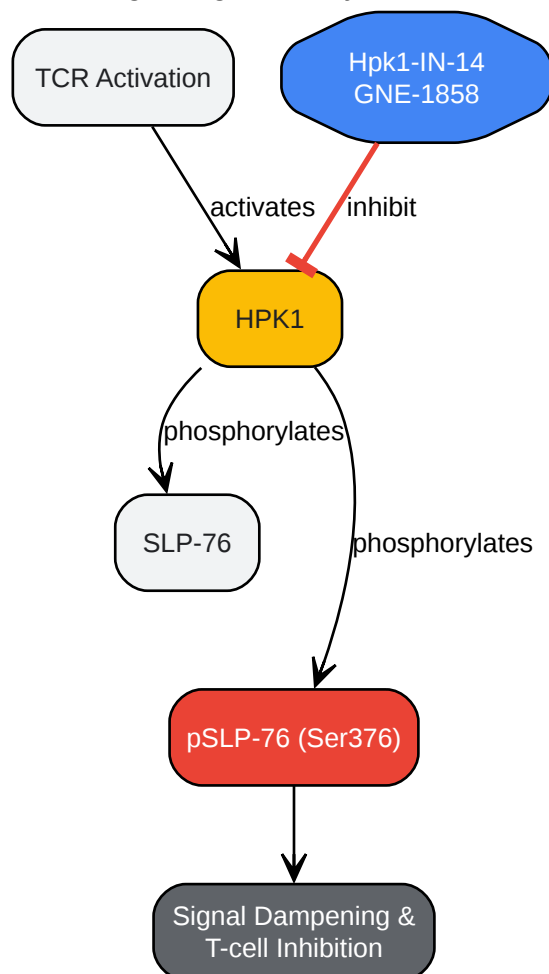 TCR Activation
Hpk1-IN-14
GNE-1858
activates
inhibit
HPK1
phosphorylates
SLP-76
phosphorylates
pSLP-76 (Ser376)
Signal Dampening &
T-cell Inhibition